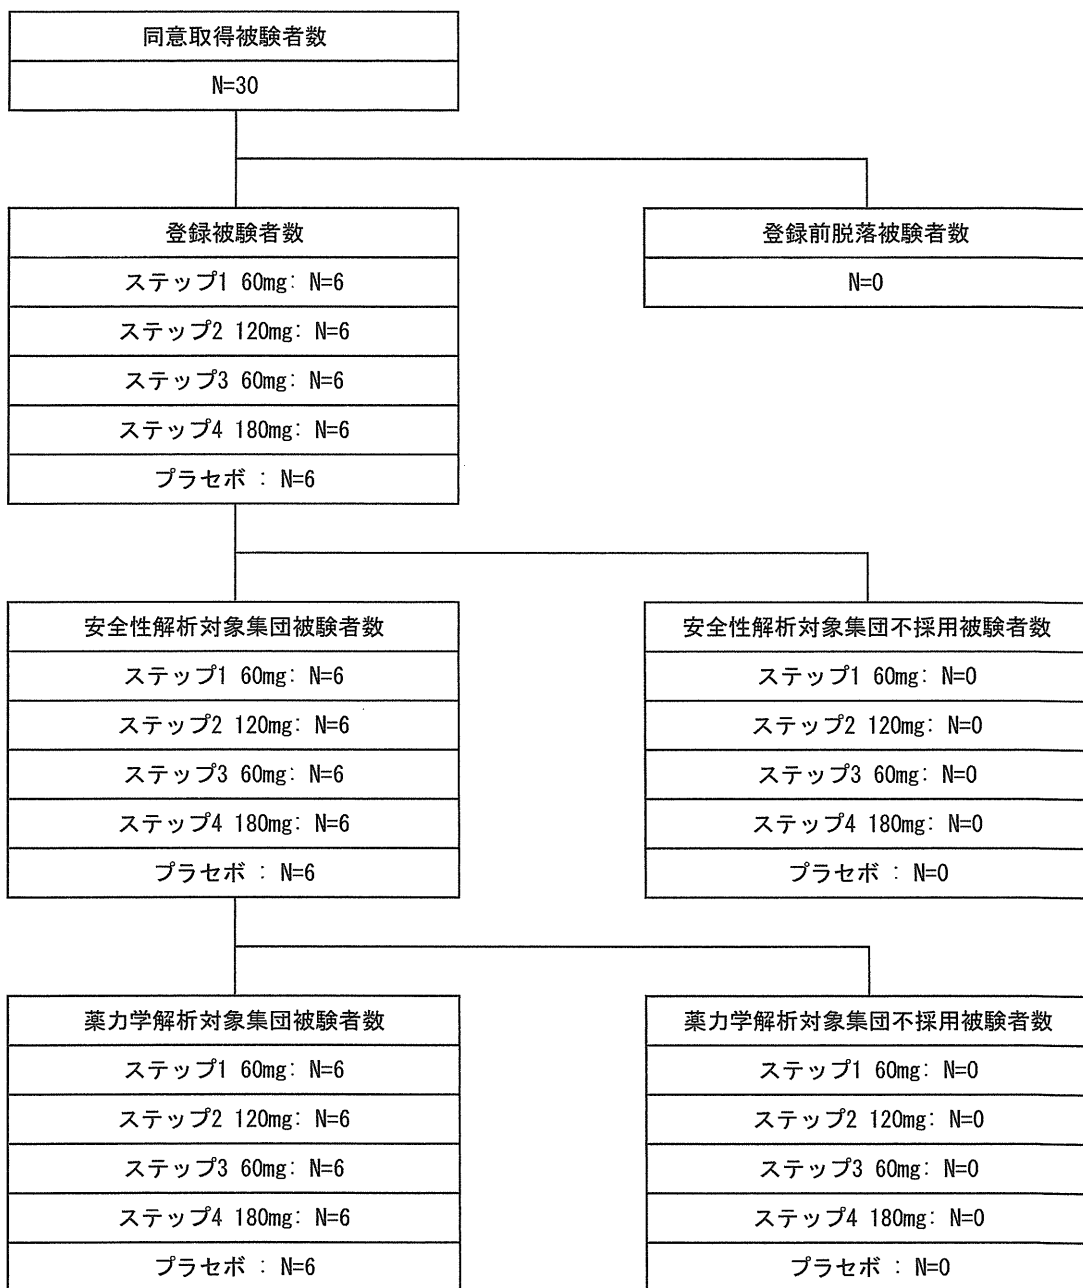 同意取得被験者数
N=30
登録被験者数
ステップ1 60mg: N=6
ステップ2 120mg: N=6
ステップ3 60mg: N=6
ステップ4 180mg: N=6
プラセボ : N=6
登録前脱落被験者数
N=0
安全性解析対象集団被験者数
ステップ1 60mg: N=6
ステップ2 120mg: N=6
ステップ3 60mg: N=6
ステップ4 180mg: N=6
プラセボ : N=6
安全性解析対象集団不採用被験者数
ステップ1 60mg: N=0
ステップ2 120mg: N=0
ステップ3 60mg: N=0
ステップ4 180mg: N=0
プラセボ : N=0
薬力学解析対象集団被験者数
ステップ1 60mg: N=6
ステップ2 120mg: N=6
ステップ3 60mg: N=6
ステップ4 180mg: N=6
プラセボ : N=6
薬力学解析対象集団不採用被験者数
ステップ1 60mg: N=0
ステップ2 120mg: N=0
ステップ3 60mg: N=0
ステップ4 180mg: N=0
プラセボ : N=0